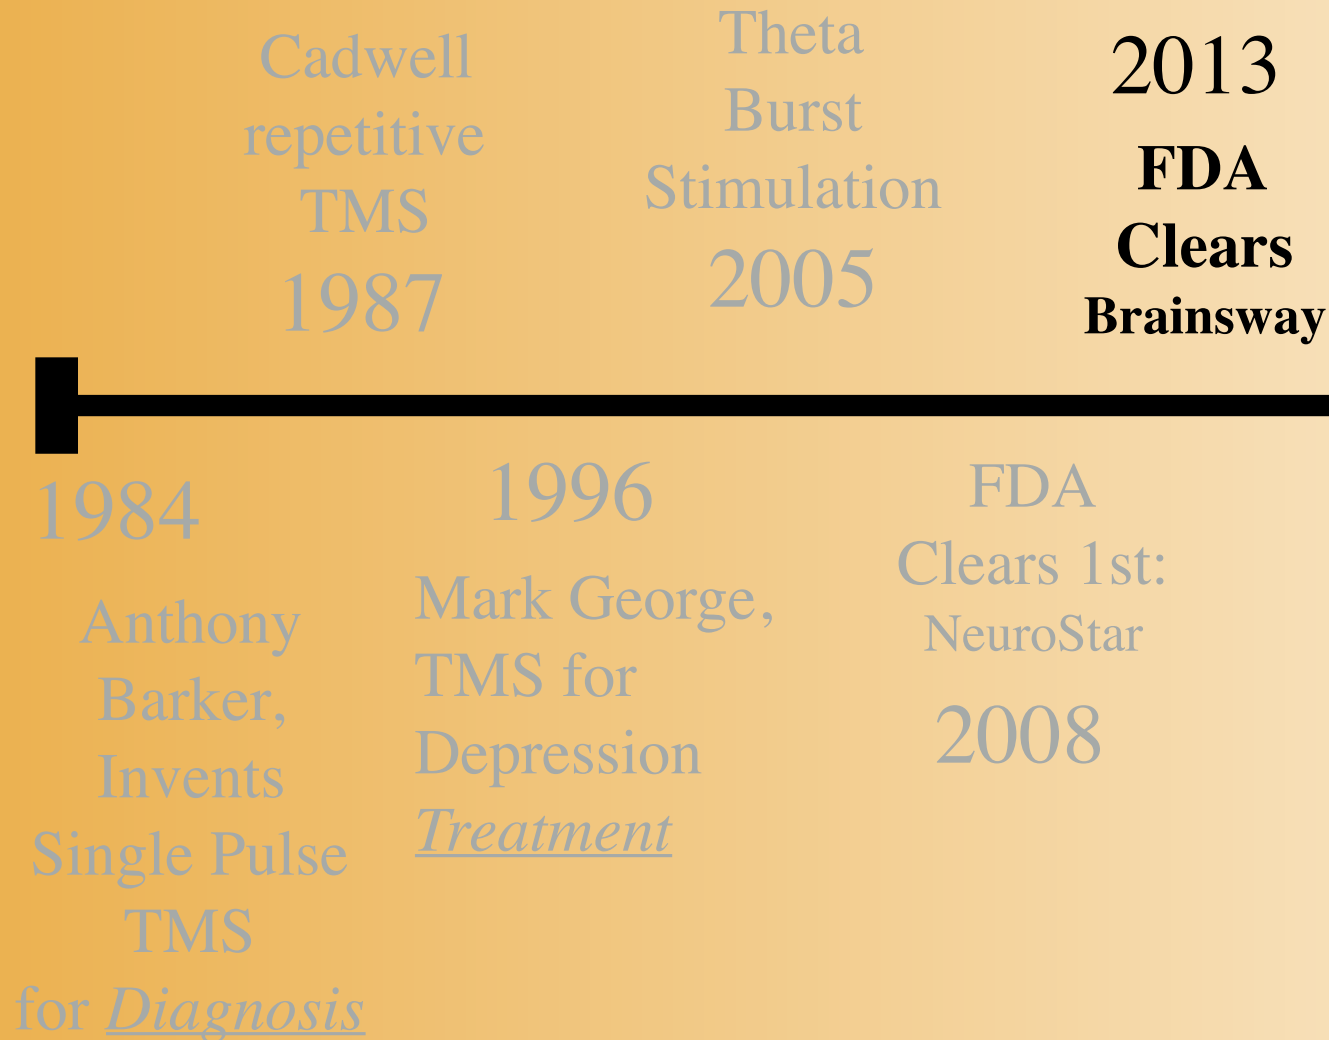 Cadwell
repetitive
TMS
1987
Theta
Burst
Stimulation
2005
2013
FDA
Clears
Brainsway
1984
Anthony
Barker,
Invents
Single Pulse
TMS
for Diagnosis
1996
Mark George,
TMS for
Depression
Treatment
FDA
Clears 1st:
NeuroStar
2008